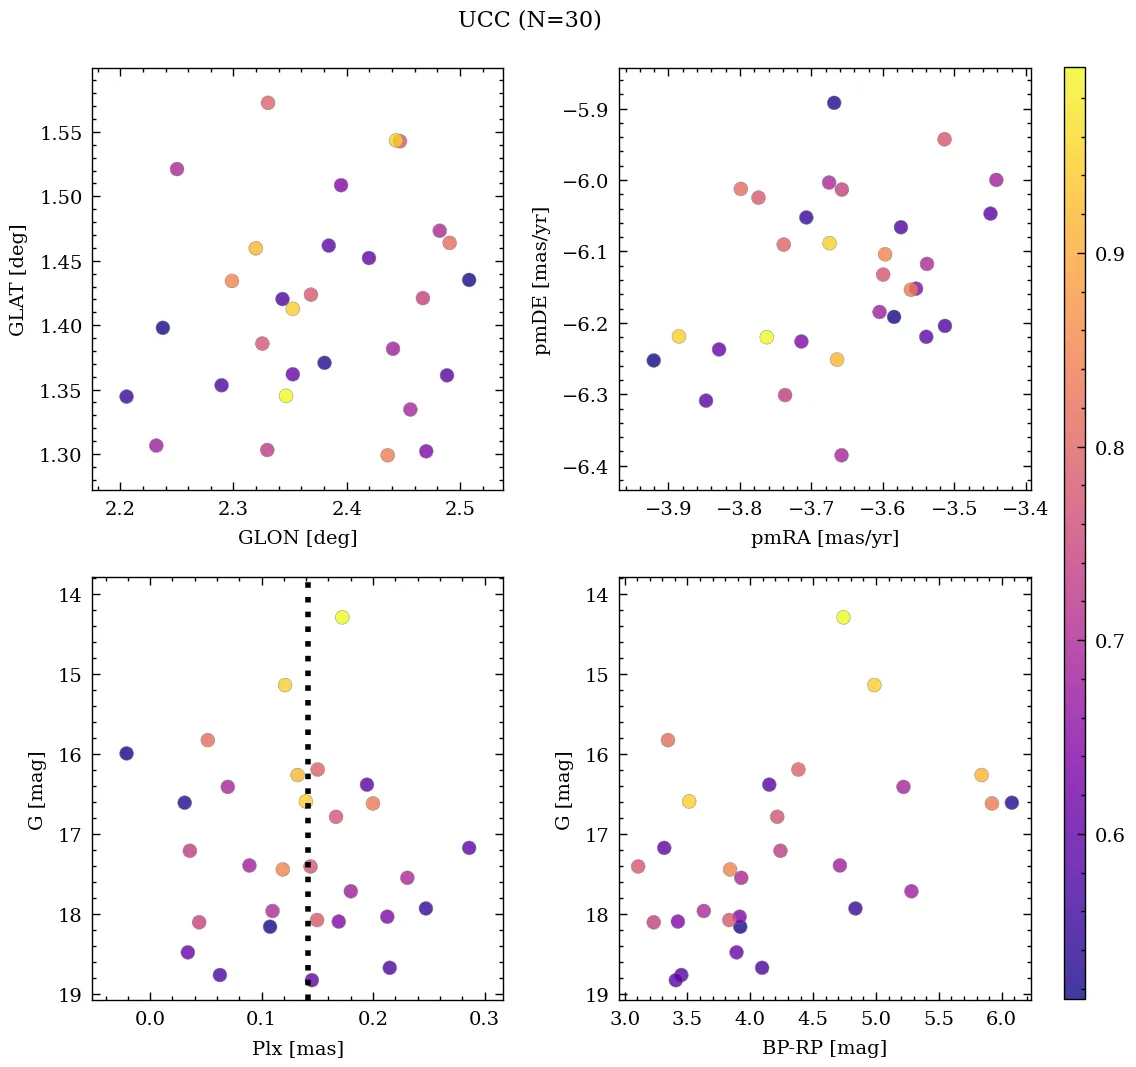 UCC (N=30)
1.55
1.50
1.45
1.40
1.35
1.30
GLAT [deg]
2.2 2.3 2.4 2.5
GLON [deg]
−5.9
−6.0
−6.1
−6.2
−6.3
−6.4
pmDE [mas/yr]
−3.9 −3.8 −3.7 −3.6 −3.5 −3.4
pmRA [mas/yr]
14
15
16
17
18
19
G [mag]
0.0 0.1 0.2 0.3
Plx [mas]
14
15
16
17
18
19
G [mag]
3.0 3.5 4.0 4.5 5.0 5.5 6.0
BP-RP [mag]
0.9
0.8
0.7
0.6